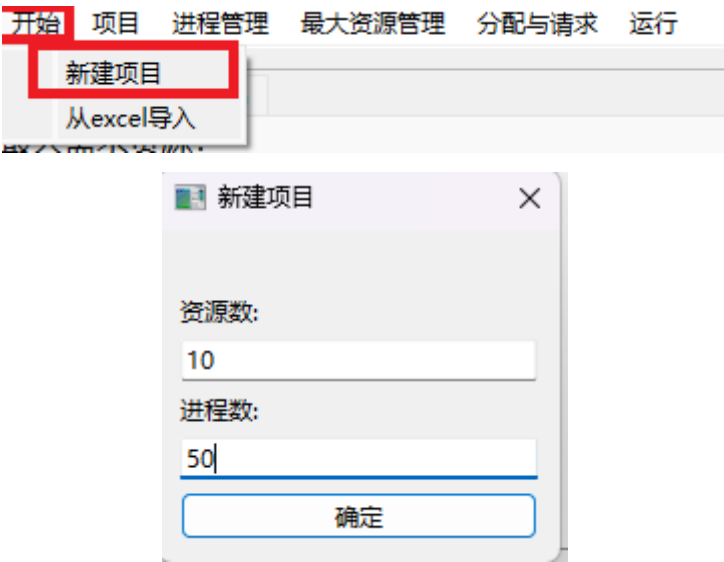 开始 项目 进程管理 最大资源管理 分配与请求 运行
新建项目
从excel导入
新建项目
资源数:
10
进程数:
50
确定